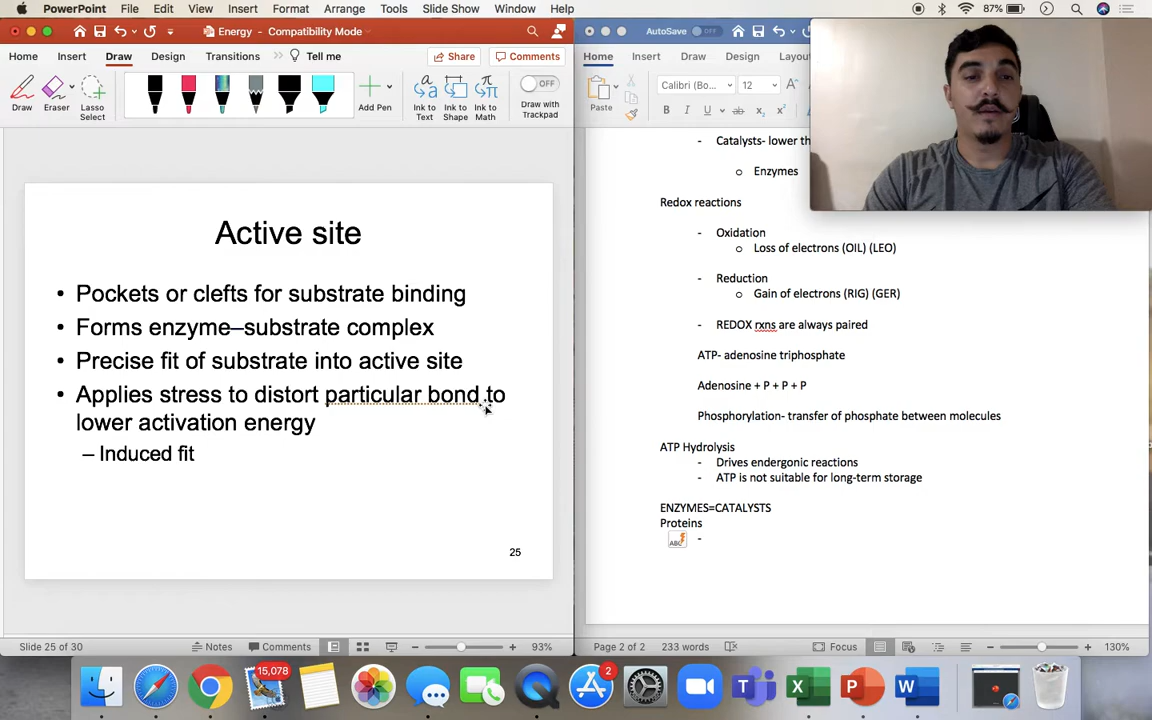 PowerPoint File Edit View Insert Format Arrange Tools Slide Show Window Help 87%
Energy - Compatibility Mode
AutoSave OFF
Home Insert Draw Design Transitions Tell me Share Comments
Home Insert Draw Design Layou
Draw Eraser Lasso Select Add Pen Ink to Text Ink to Shape Ink to Math OFF Draw with Trackpad
Paste Calibri (Bo... 12
B I U ab x₂ x²
Active site
• Pockets or clefts for substrate binding
• Forms enzyme–substrate complex
• Precise fit of substrate into active site
• Applies stress to distort particular bond to
lower activation energy
– Induced fit
25
- Catalysts- lower th
o Enzymes
Redox reactions
- Oxidation
o Loss of electrons (OIL) (LEO)
- Reduction
o Gain of electrons (RIG) (GER)
- REDOX rxns are always paired
ATP- adenosine triphosphate
Adenosine + P + P + P
Phosphorylation- transfer of phosphate between molecules
ATP Hydrolysis
- Drives endergonic reactions
- ATP is not suitable for long-term storage
ENZYMES=CATALYSTS
Proteins
-
Slide 25 of 30 Notes Comments 93%
Page 2 of 2 233 words Focus 130%
15,078
2